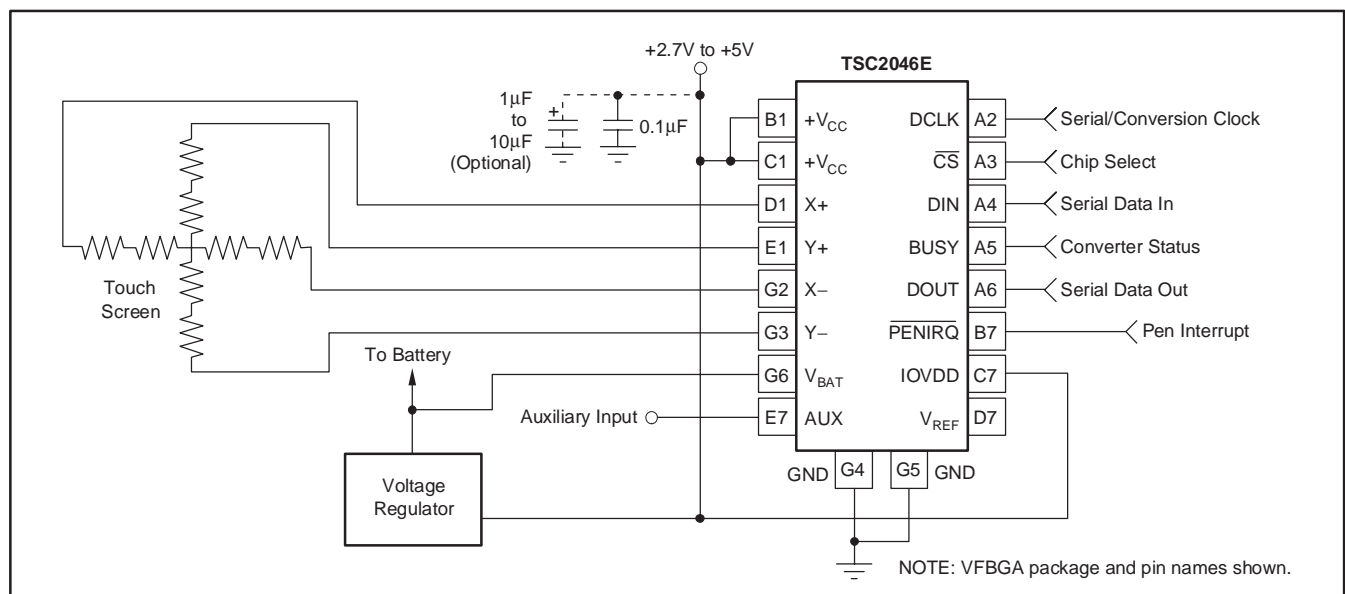 +2.7V to +5V
TSC2046E
1μF
to
10μF
(Optional)
+
0.1μF
B1 +VCC DCLK A2 Serial/Conversion Clock
C1 +VCC CS A3 Chip Select
D1 X+ DIN A4 Serial Data In
E1 Y+ BUSY A5 Converter Status
G2 X− DOUT A6 Serial Data Out
G3 Y− PENIRQ B7 Pen Interrupt
G6 VBAT IOVDD C7
E7 AUX VREF D7
Touch
Screen
To Battery
Auxiliary Input
Voltage
Regulator
GND G4 G5 GND
NOTE: VFBGA package and pin names shown.